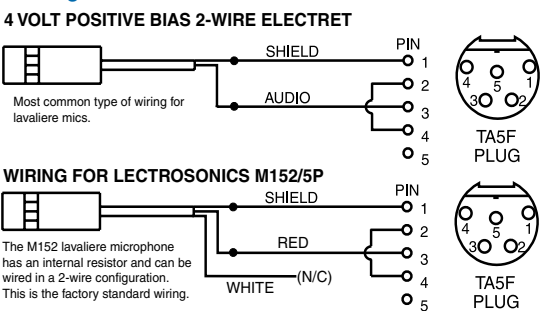 4 VOLT POSITIVE BIAS 2-WIRE ELECTRET
SHIELD
AUDIO
PIN
1
2
3
4
5
Most common type of wiring for
lavaliere mics.
4 5 1
3 2
TA5F
PLUG
WIRING FOR LECTROSONICS M152/5P
SHIELD
RED
WHITE
(N/C)
PIN
1
2
3
4
5
The M152 lavaliere microphone
has an internal resistor and can be
wired in a 2-wire configuration.
This is the factory standard wiring.
4 5 1
3 2
TA5F
PLUG